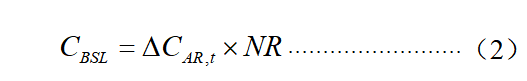 C_{BSL} = ΔC_{AR,t} × NR ........................ （2）